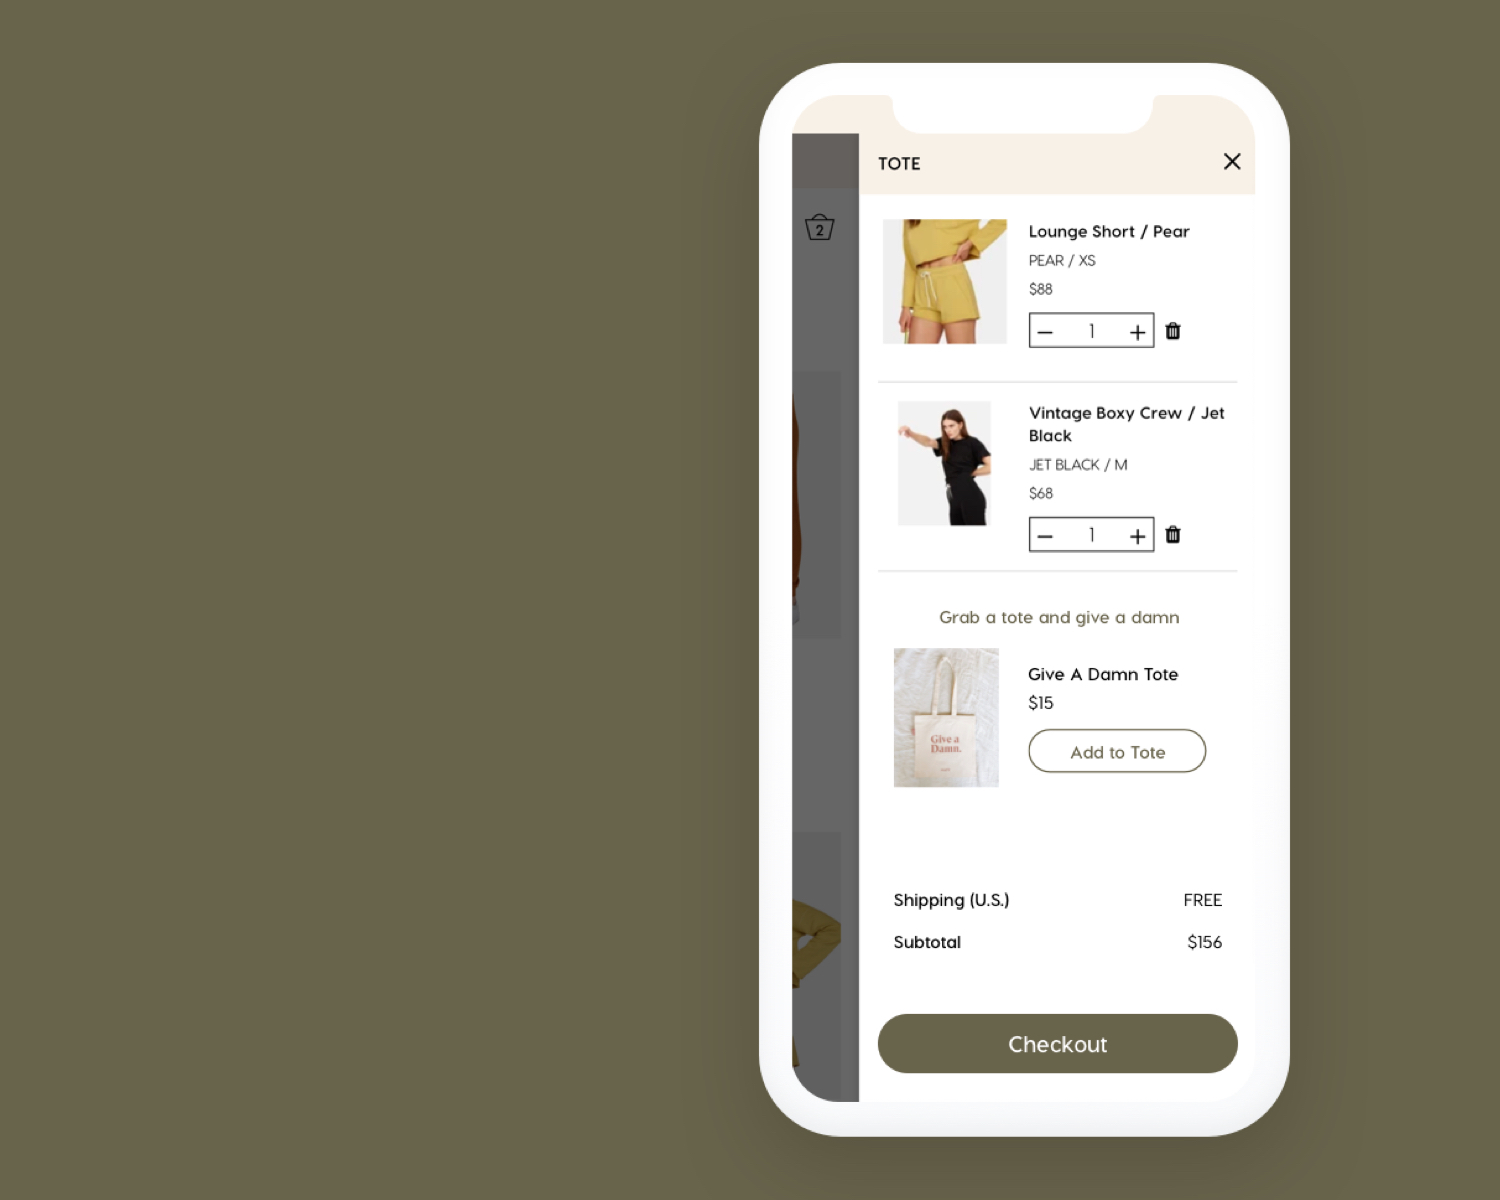 TOTE
2
Lounge Short / Pear
PEAR / XS
$88
1
Vintage Boxy Crew / Jet
Black
JET BLACK / M
$68
1
Grab a tote and give a damn
Give a
Damn.
Give A Damn Tote
$15
Add to Tote
Shipping (U.S.) FREE
Subtotal $156
Checkout